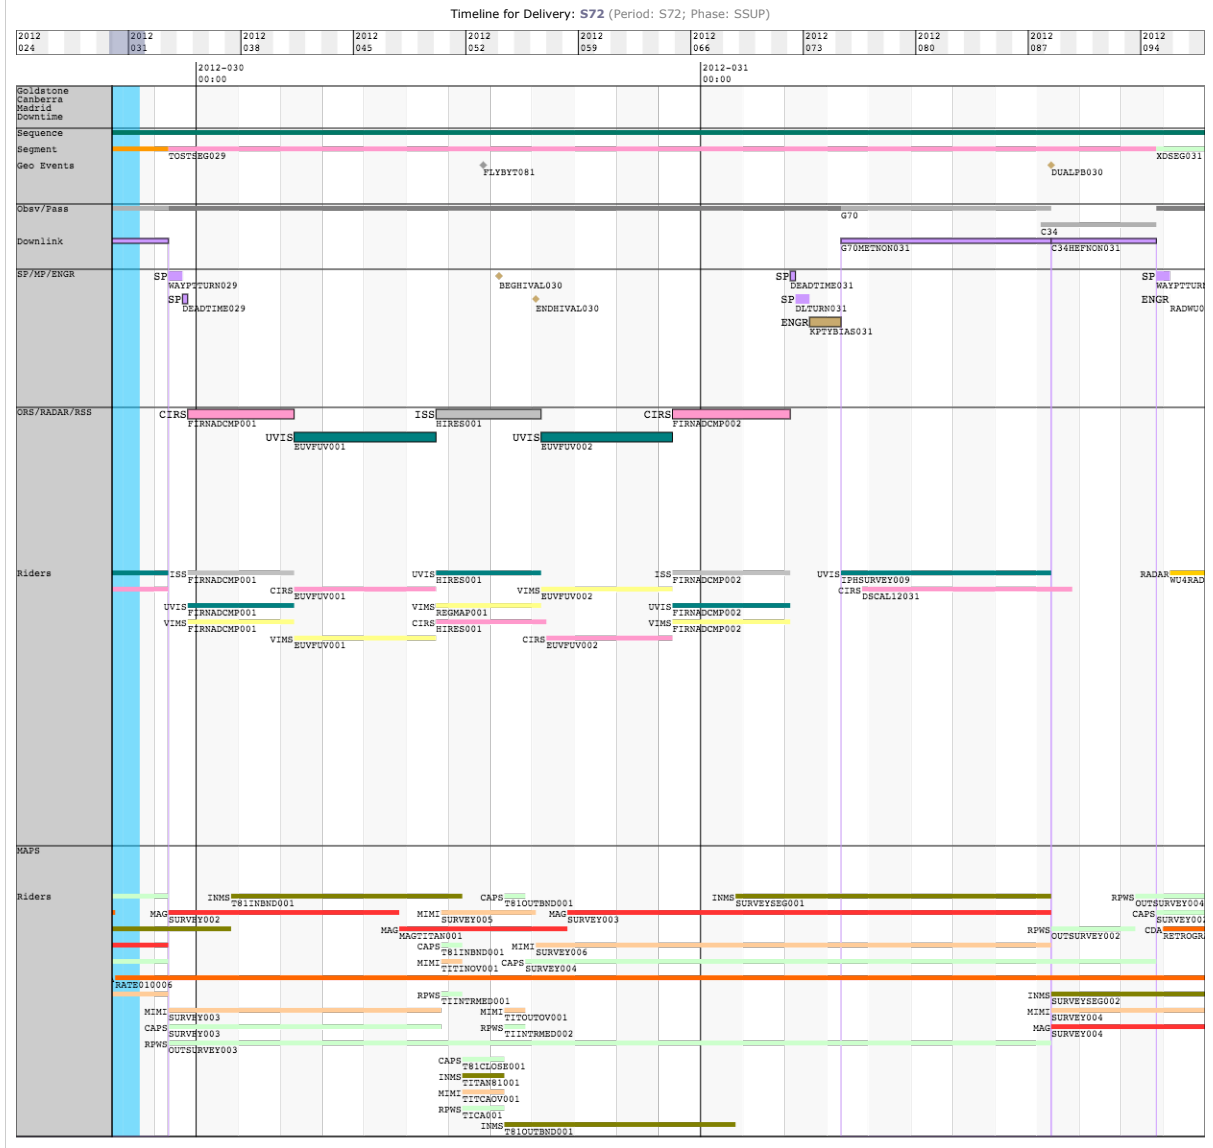 Timeline for Delivery: S72 (Period: S72; Phase: SSUP)
2012 2012 2012 2012 2012 2012 2012 2012 2012 2012 2012
024 031 038 045 052 059 066 073 080 087 094
2012-030 2012-031
00:00 00:00
Goldstone
Canberra
Madrid
Downtime
Sequence
Segment
TOSTSEG029 XDSEG031
Geo Events
FLYBYT081 DUALPB030
Obsv/Pass
G70
C34
Downlink
G70METNON031 C34HEFNON031
SP/MP/ENGR
SP SP SP
WAYPTTURN029 BEGHIVAL030 DEADTIME031 WAYPTTURN
SP SP ENGR
DEADTIME029 ENDHIVAL030 DLTURN031 RADWU0
ENGR
KPTYBIAS031
ORS/RADAR/RSS
CIRS ISS CIRS
FIRNADCMP001 HIRES001 FIRNADCMP002
UVIS UVIS
EUVFUV001 EUVFUV002
Riders
ISS UVIS ISS UVIS RADAR
FIRNADCMP001 HIRES001 FIRNADCMP002 IPHSURVEY009 WU4RAD
CIRS VIMS CIRS
EUVFUV001 EUVFUV002 DSCAL12031
UVIS VIMS UVIS
FIRNADCMP001 REGMAP001 FIRNADCMP002
VIMS CIRS VIMS
FIRNADCMP001 HIRES001 FIRNADCMP002
VIMS CIRS
EUVFUV001 EUVFUV002
MAPS
Riders
INMS CAPS INMS RPWS
T81INBND001 T81OUTBND001 SURVEYSEG001 OUTSURVEY004
MAG MIMI MAG CAPS
SURVEY002 SURVEY005 SURVEY003 SURVEY002
MAG RPWS CDA
MAGTITAN001 OUTSURVEY002 RETROGRA
CAPS MIMI
T81INBND001 SURVEY006
MIMI CAPS
TITINOV001 SURVEY004
RATE010006
RPWS INMS
TIINTRMED001 SURVEYSEG002
MIMI MIMI MIMI
SURVEY003 TITOUTOV001 SURVEY004
CAPS RPWS MAG
SURVEY003 TIINTRMED002 SURVEY004
RPWS
OUTSURVEY003
CAPS
T81CLOSE001
INMS
TITAN81001
MIMI
TITCAOV001
RPWS
TICA001
INMS
T81OUTBND001